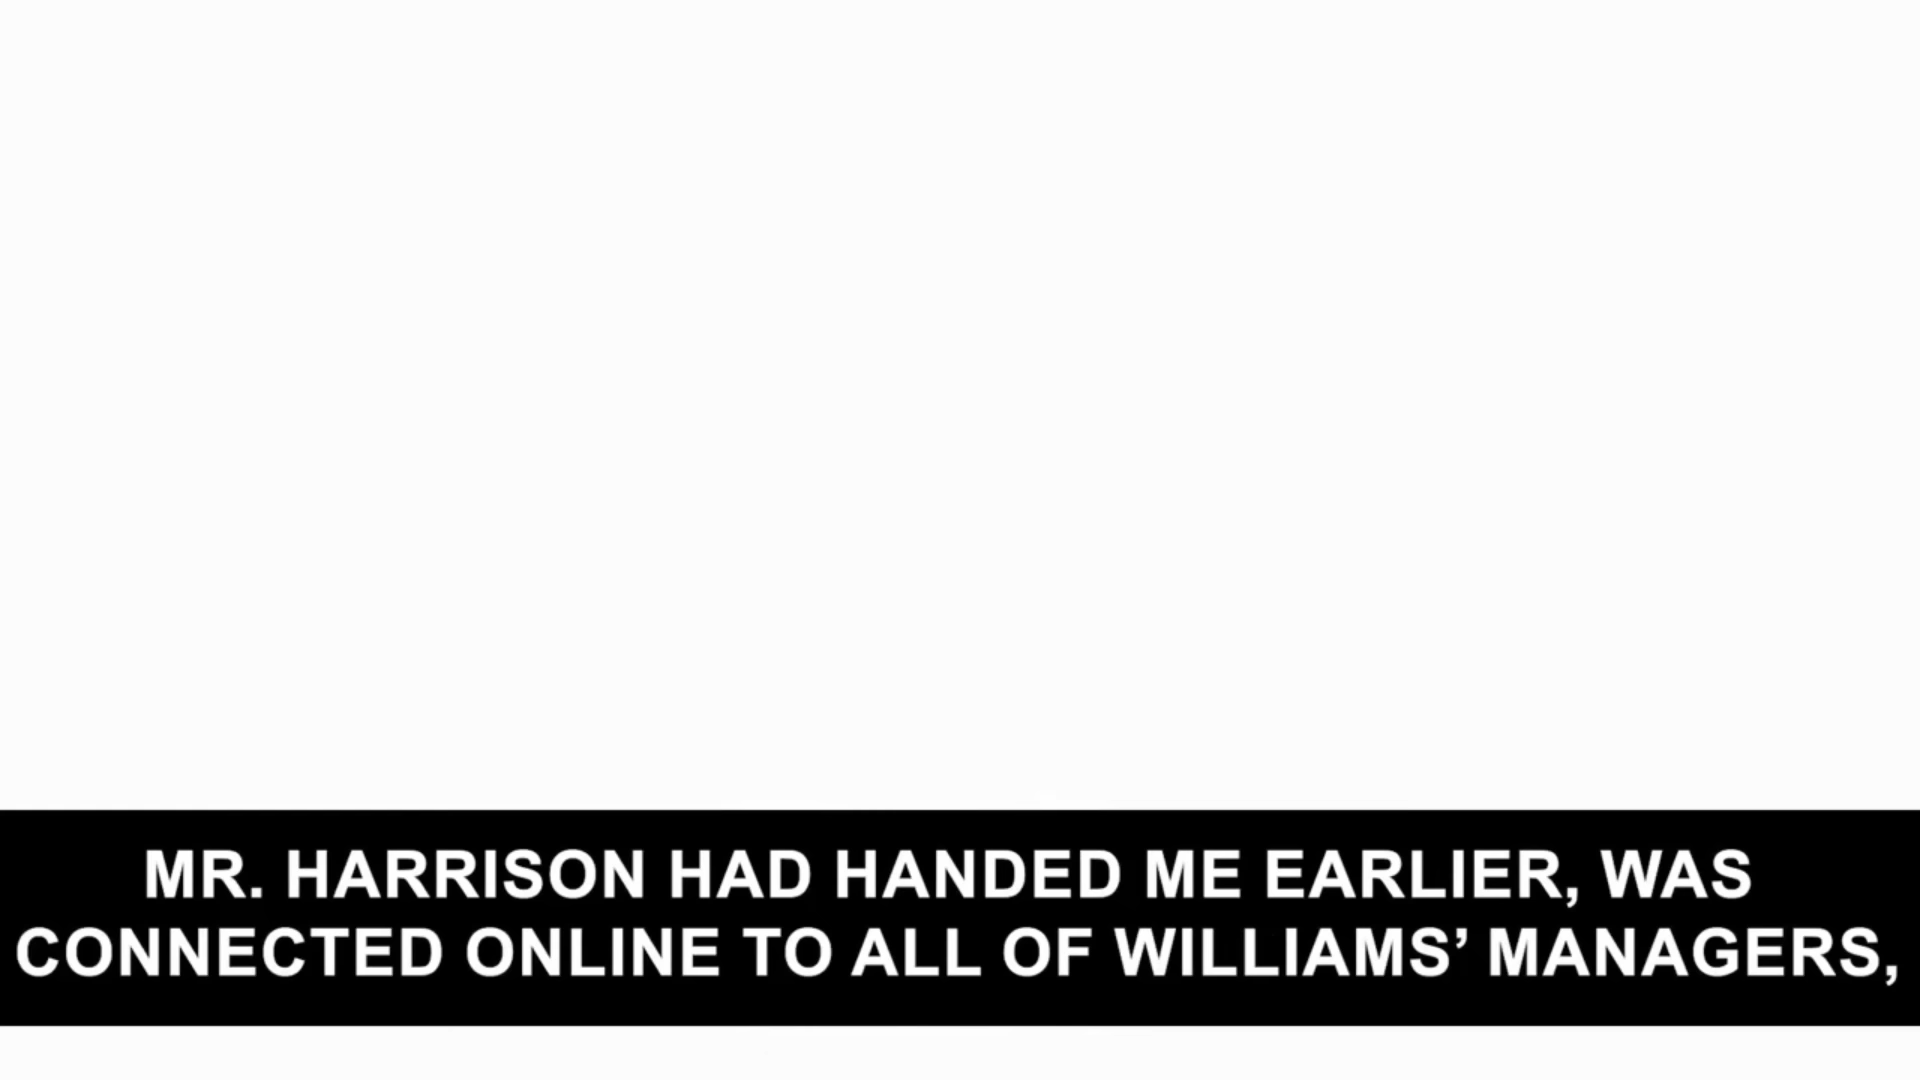 MR. HARRISON HAD HANDED ME EARLIER, WAS
CONNECTED ONLINE TO ALL OF WILLIAMS’ MANAGERS,